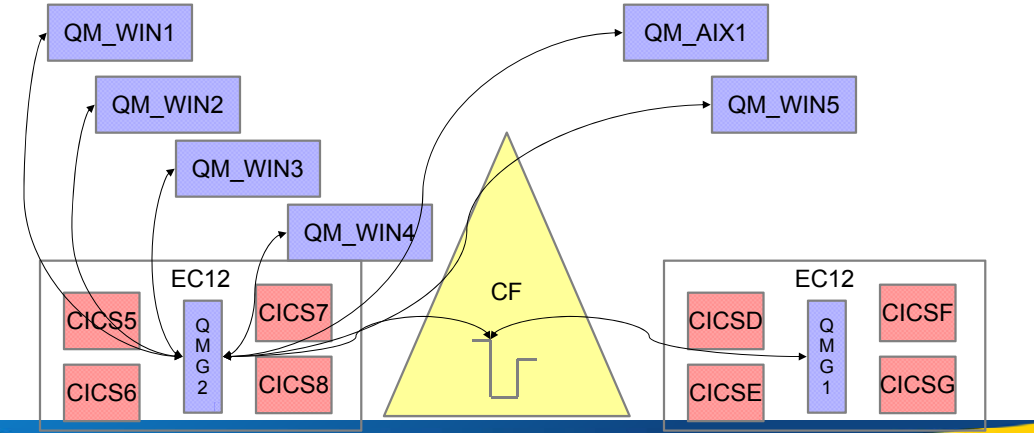 QM_WIN1
QM_AIX1
QM_WIN2
QM_WIN5
QM_WIN3
QM_WIN4
EC12
CICS5
CICS7
Q
M
G
2
CICS6
CICS8
CF
EC12
CICSD
CICSF
Q
M
G
1
CICSE
CICSG